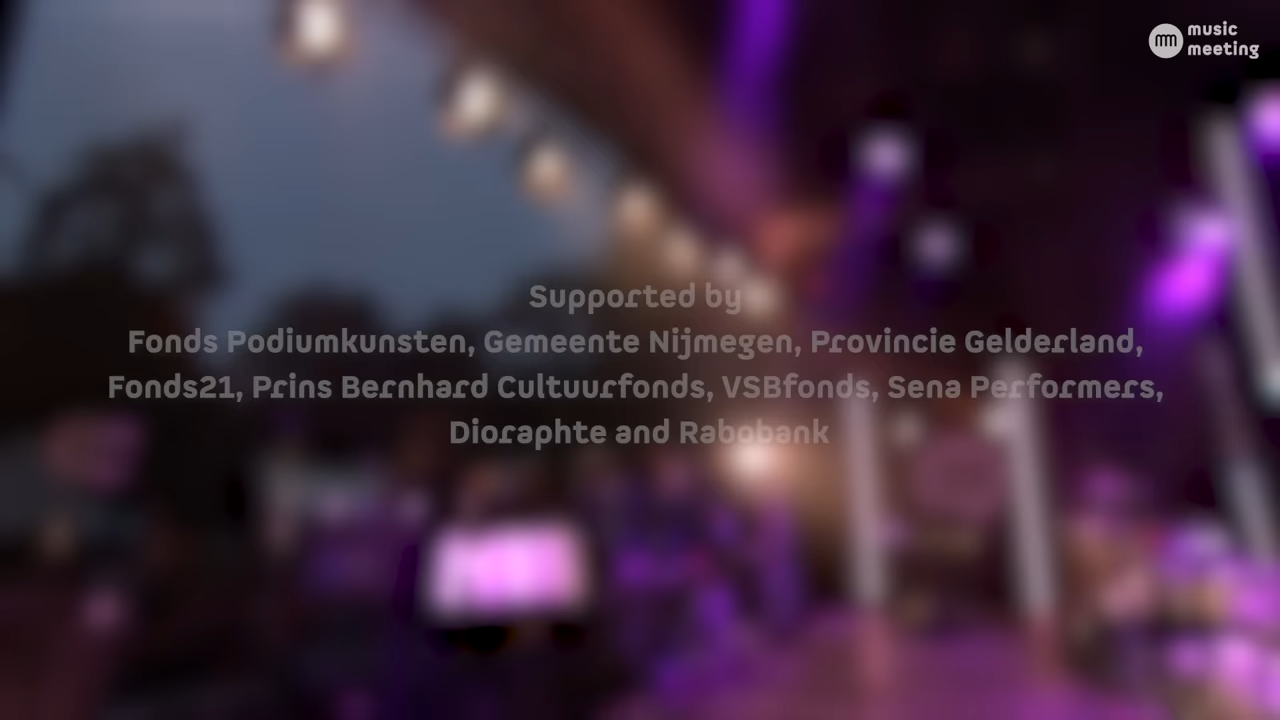 music
meeting
Supported by
Fonds Podiumkunsten, Gemeente Nijmegen, Provincie Gelderland,
Fonds21, Prins Bernhard Cultuurfonds, VSBfonds, Sena Performers,
Dioraphte and Rabobank